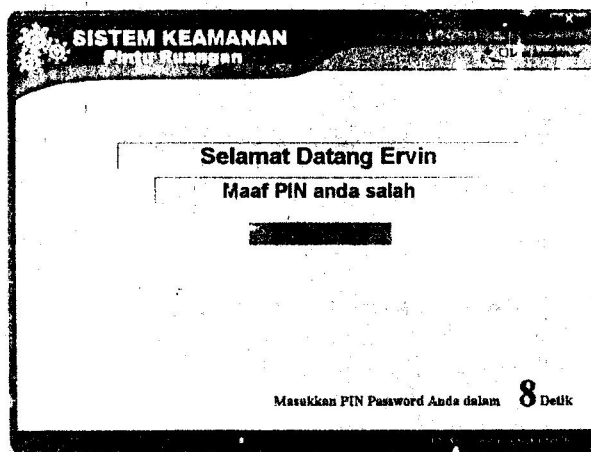 SISTEM KEAMANAN
Pintu Ruangan
Selamat Datang Ervin
Maaf PIN anda salah
Masukkan PIN Password Anda dalam 8 Detik